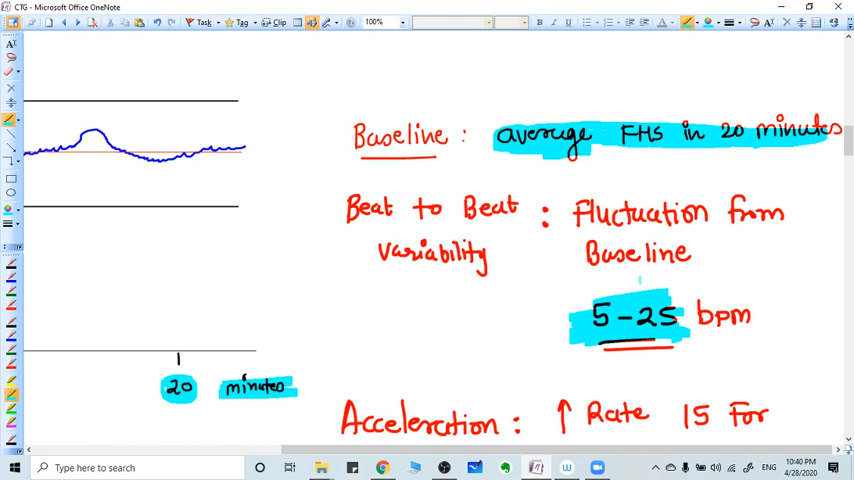 CTG - Microsoft Office OneNote
Task Tag Clip 100% B I U
Baseline : average FHS in 20 minutes
Beat to Beat : Fluctuation from
variability Baseline
5-25 bpm
20 minutes
Acceleration : ↑ Rate 15 For
Type here to search
ENG
10:40 PM
4/28/2020